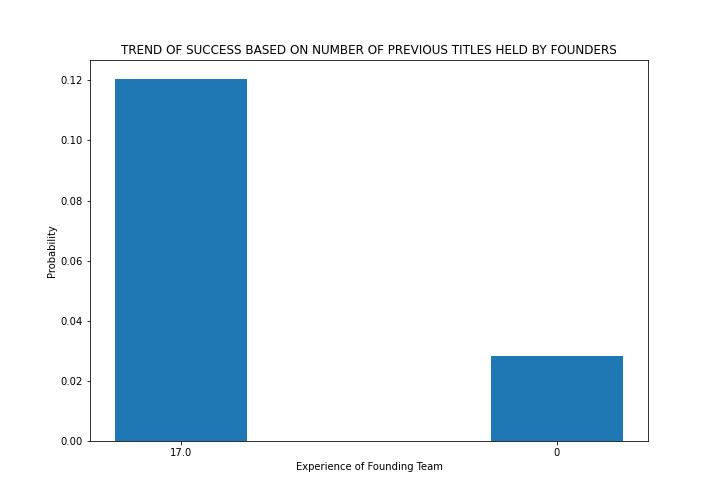 TREND OF SUCCESS BASED ON NUMBER OF PREVIOUS TITLES HELD BY FOUNDERS
0.12
0.10
0.08
0.06
0.04
0.02
0.00
Probability
17.0 0
Experience of Founding Team